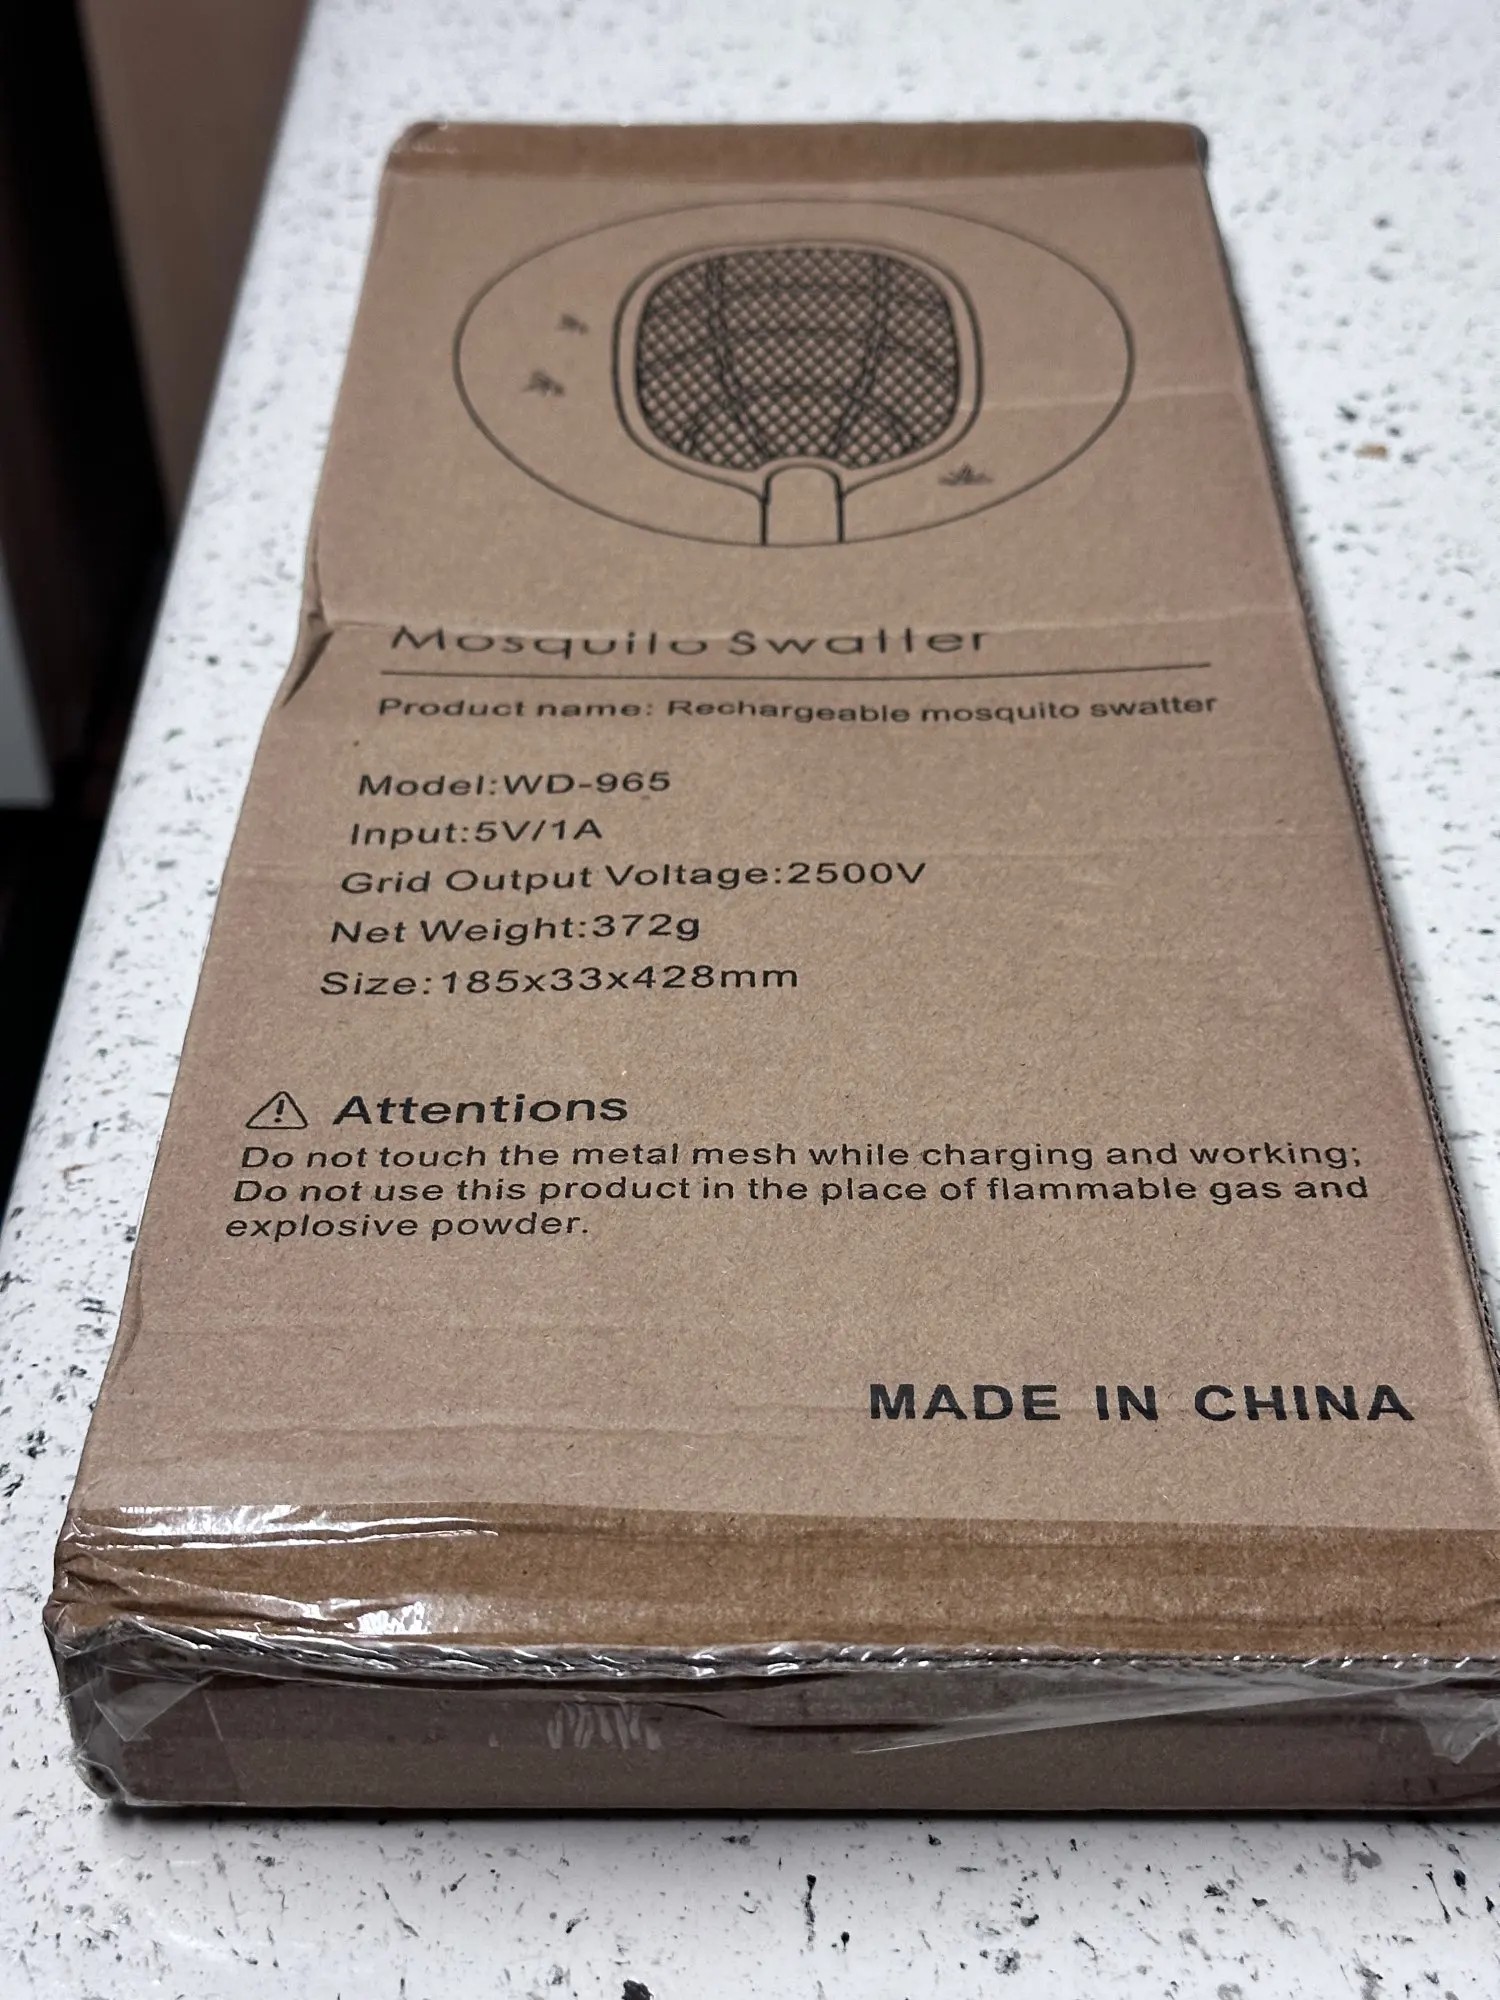 Mosquito Swatter
Product name: Rechargeable mosquito swatter
Model:WD-965
Input:5V/1A
Grid Output Voltage:2500V
Net Weight:372g
Size:185x33x428mm
Attentions
Do not touch the metal mesh while charging and working;
Do not use this product in the place of flammable gas and
explosive powder.
MADE IN CHINA